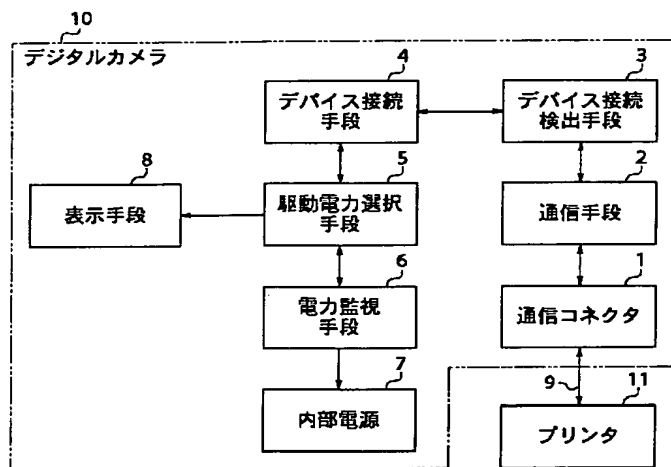 10
デジタルカメラ
4
デバイス接続
手段
3
デバイス接続
検出手段
8
表示手段
5
駆動電力選択
手段
2
通信手段
6
電力監視
手段
1
通信コネクタ
7
内部電源
9
11
プリンタ